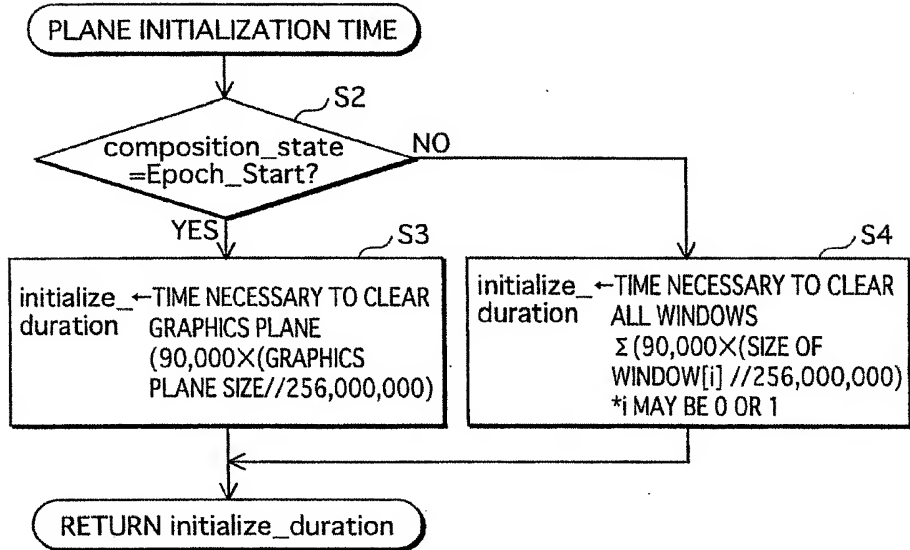 PLANE INITIALIZATION TIME
S2
composition_state
=Epoch_Start?
NO
YES
S3
initialize_←TIME NECESSARY TO CLEAR
duration GRAPHICS PLANE
(90,000×(GRAPHICS
PLANE SIZE//256,000,000)
S4
initialize_←TIME NECESSARY TO CLEAR
duration ALL WINDOWS
Σ(90,000×(SIZE OF
WINDOW[i] //256,000,000)
*i MAY BE 0 OR 1
RETURN initialize_duration